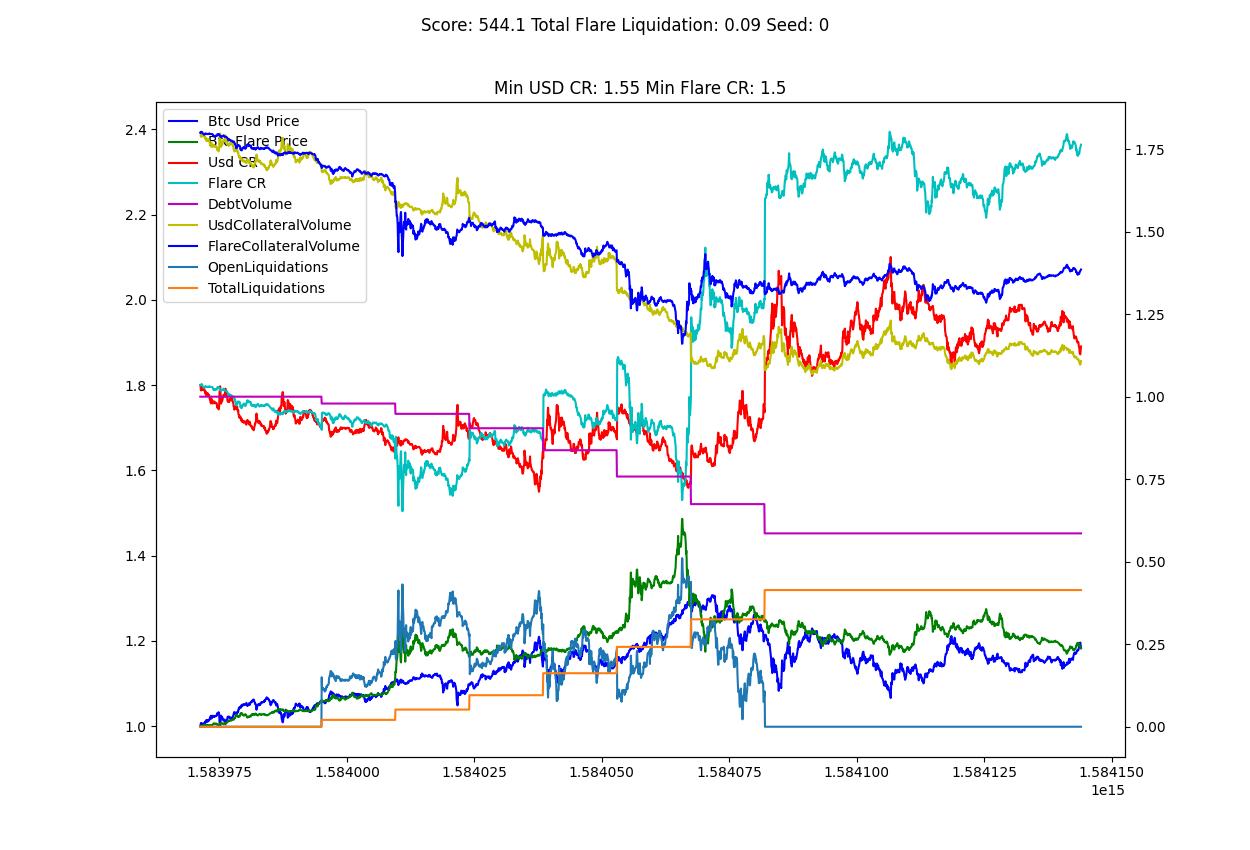 Score: 544.1 Total Flare Liquidation: 0.09 Seed: 0
Min USD CR: 1.55 Min Flare CR: 1.5
Btc Usd Price
Btc Flare Price
Usd CR
Flare CR
DebtVolume
UsdCollateralVolume
FlareCollateralVolume
OpenLiquidations
TotalLiquidations
2.4
2.2
2.0
1.8
1.6
1.4
1.2
1.0
1.75
1.50
1.25
1.00
0.75
0.50
0.25
0.00
1.583975 1.584000 1.584025 1.584050 1.584075 1.584100 1.584125 1.584150
1e15